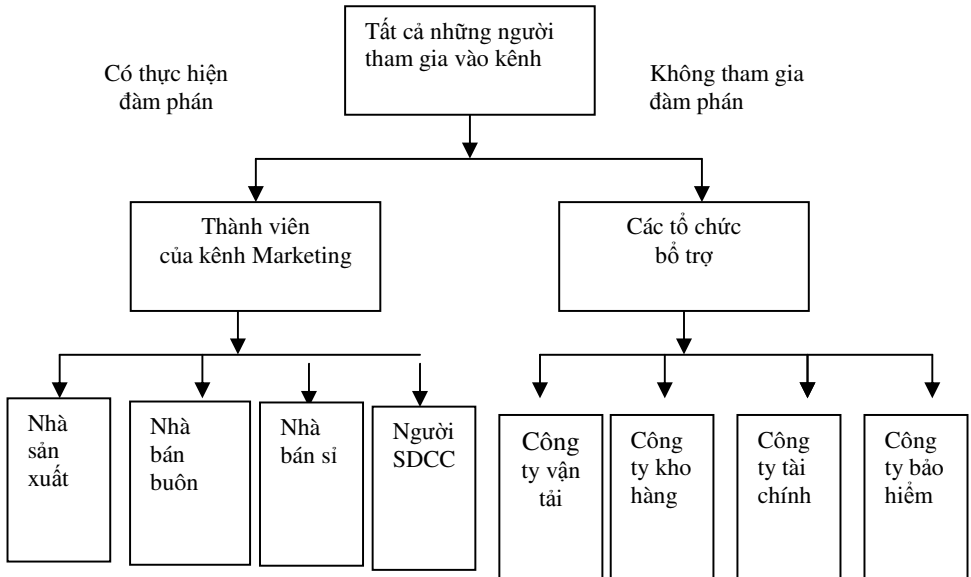 Tất cả những người
tham gia vào kênh
Có thực hiện
đàm phán
Không tham gia
đàm phán
Thành viên
của kênh Marketing
Các tổ chức
bổ trợ
Nhà
sản
xuất
Nhà
bán
buôn
Nhà
bán sỉ
Người
SDCC
Công
ty vận
tải
Công
ty kho
hàng
Công
ty tài
chính
Công
ty bảo
hiểm